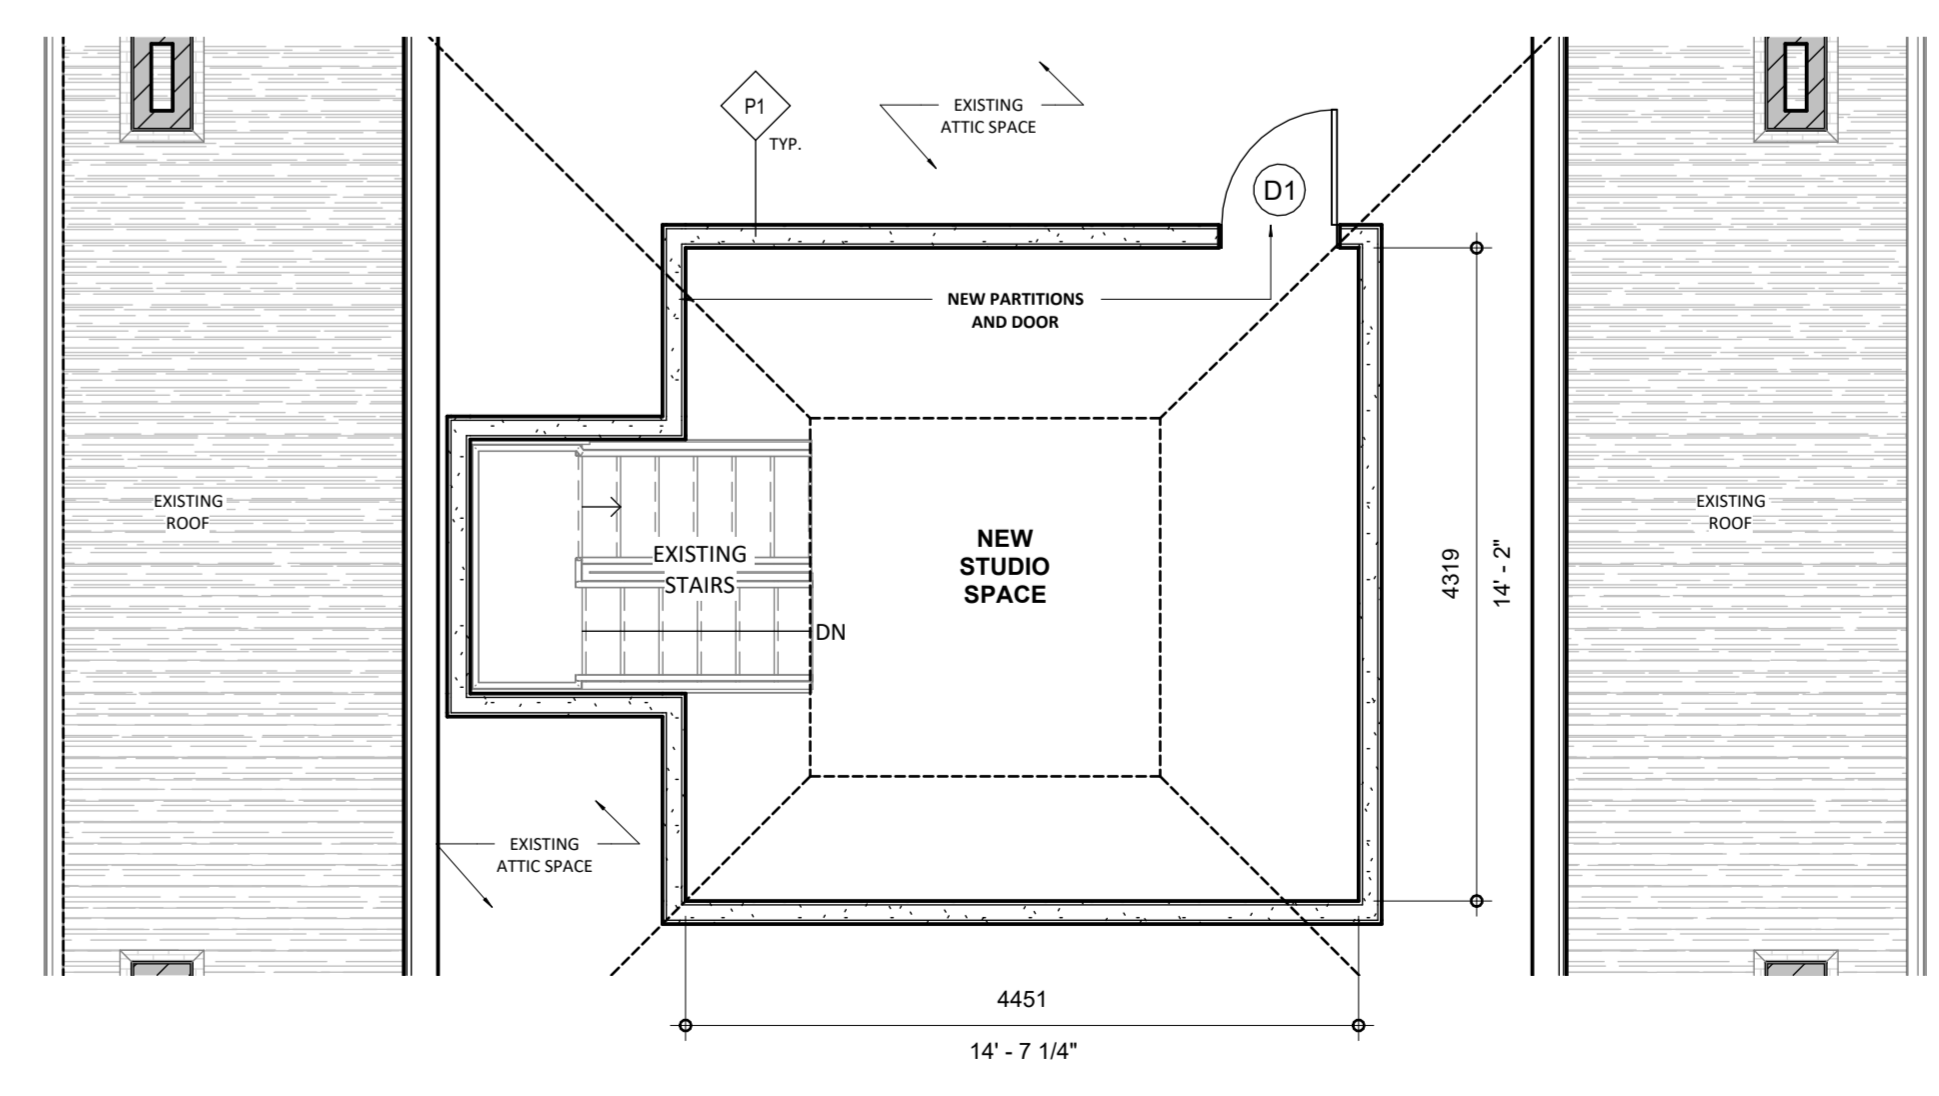 P1
TYP.
EXISTING
ATTIC SPACE
D1
NEW PARTITIONS
AND DOOR
EXISTING
ROOF
EXISTING
STAIRS
DN
NEW
STUDIO
SPACE
4319
14' - 2"
EXISTING
ROOF
EXISTING
ATTIC SPACE
4451
14' - 7 1/4"